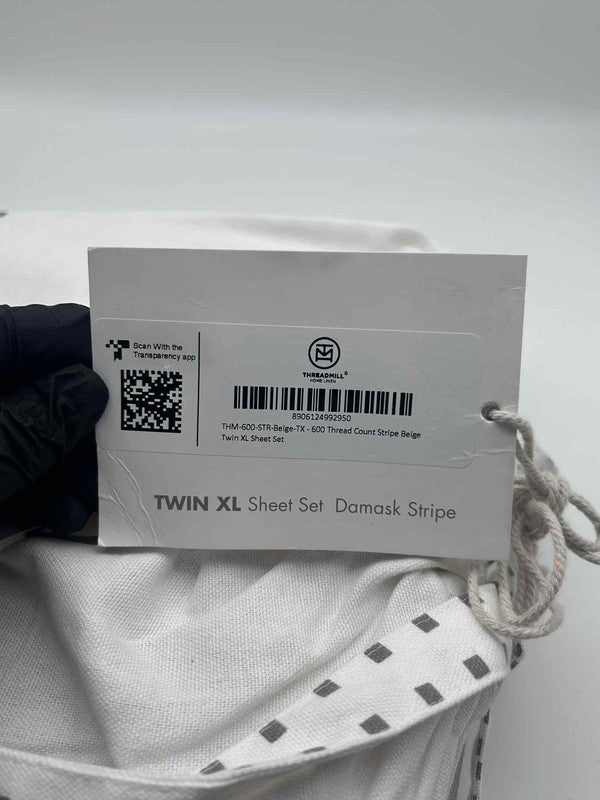 Scan With the
Transparency app
TM
THREADMILL®
HOME LINEN
8906124992950
THM-600-STR-Beige-TX - 600 Thread Count Stripe Beige
Twin XL Sheet Set
TWIN XL Sheet Set Damask Stripe